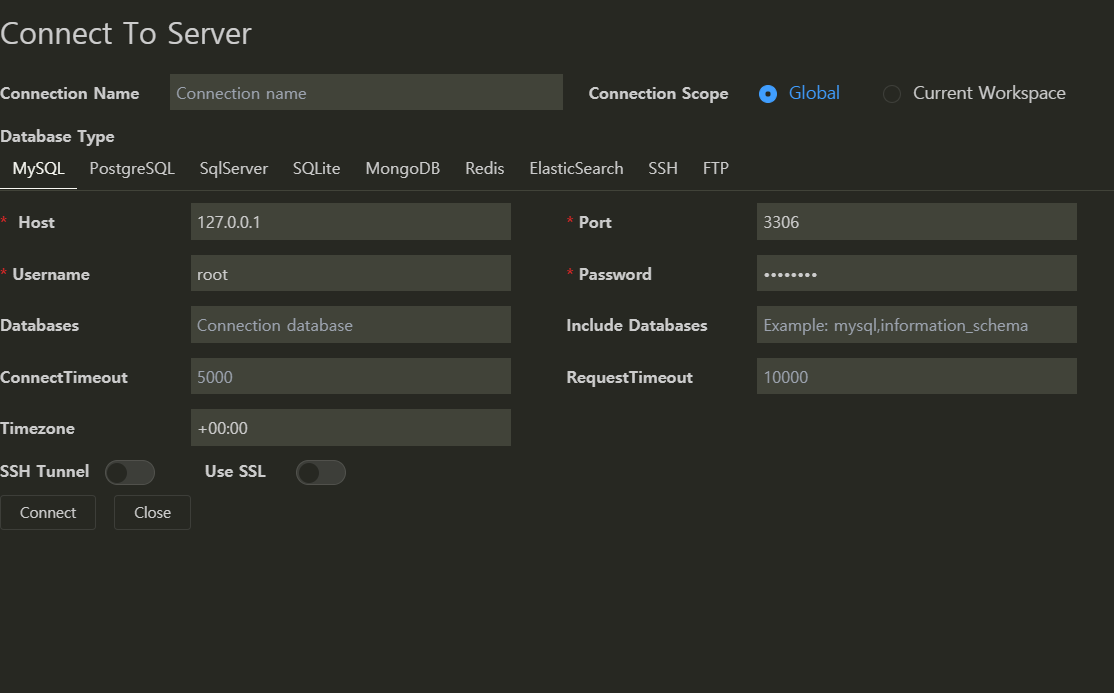 Connect To Server
Connection Name Connection name Connection Scope Global Current Workspace
Database Type
MySQL PostgreSQL SqlServer SQLite MongoDB Redis ElasticSearch SSH FTP
* Host 127.0.0.1 * Port 3306
* Username root * Password ••••••••
Databases Connection database Include Databases Example: mysql,information_schema
ConnectTimeout 5000 RequestTimeout 10000
Timezone +00:00
SSH Tunnel Use SSL
Connect Close